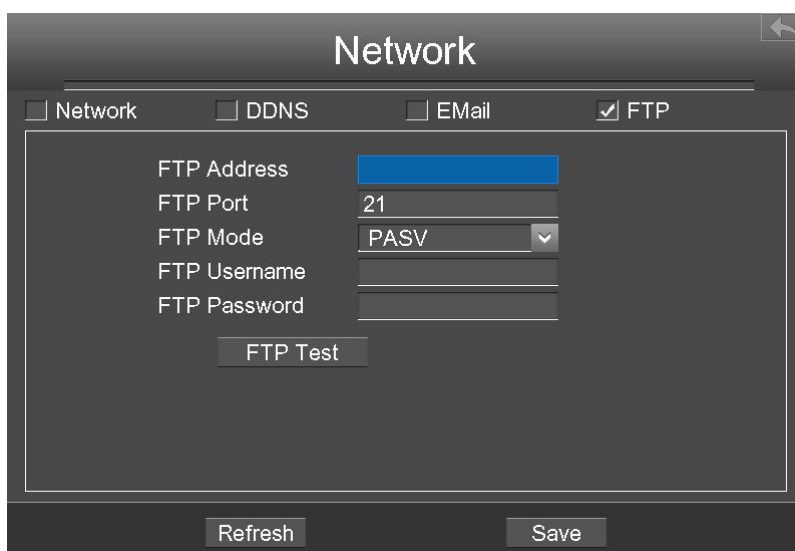 Network
Network DDNS EMail FTP
FTP Address
FTP Port 21
FTP Mode PASV
FTP Username
FTP Password
FTP Test
Refresh Save